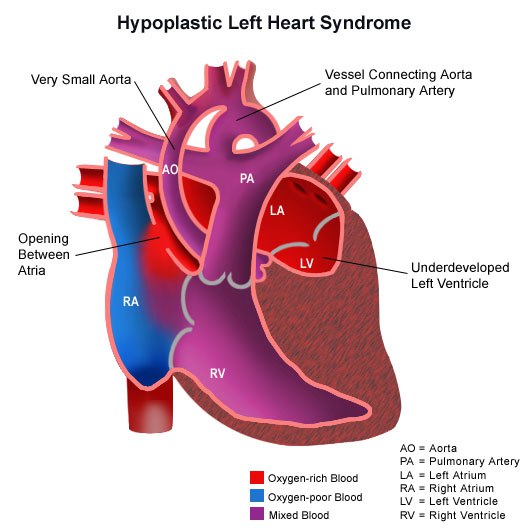 Hypoplastic Left Heart Syndrome
Very Small Aorta
Vessel Connecting Aorta
and Pulmonary Artery
AO
PA
LA
Opening
Between
Atria
LV
Underdeveloped
Left Ventricle
RA
RV
AO = Aorta
PA = Pulmonary Artery
LA = Left Atrium
RA = Right Atrium
LV = Left Ventricle
RV = Right Ventricle
Oxygen-rich Blood
Oxygen-poor Blood
Mixed Blood